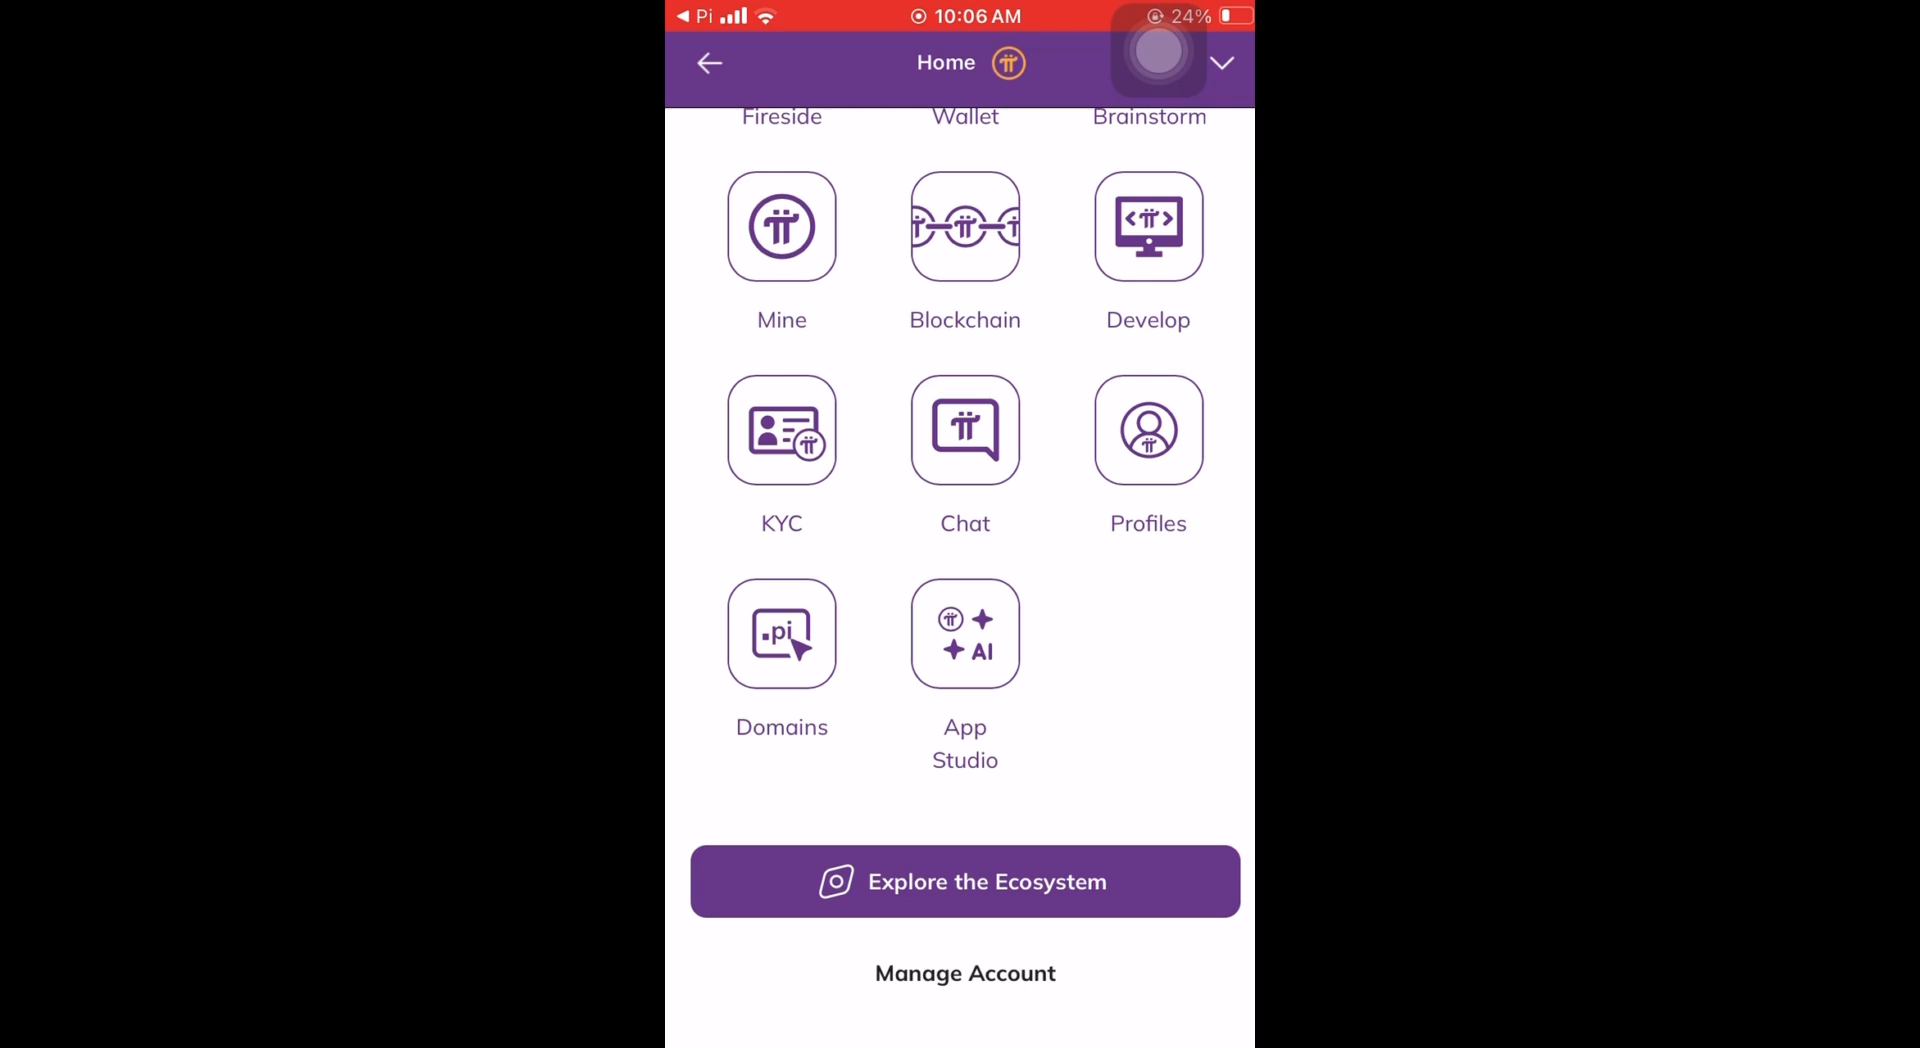 Pi 10:06 AM 24%
Home
Fireside Wallet Brainstorm
Mine Blockchain Develop
KYC Chat Profiles
.pi AI
Domains App
Studio
Explore the Ecosystem
Manage Account